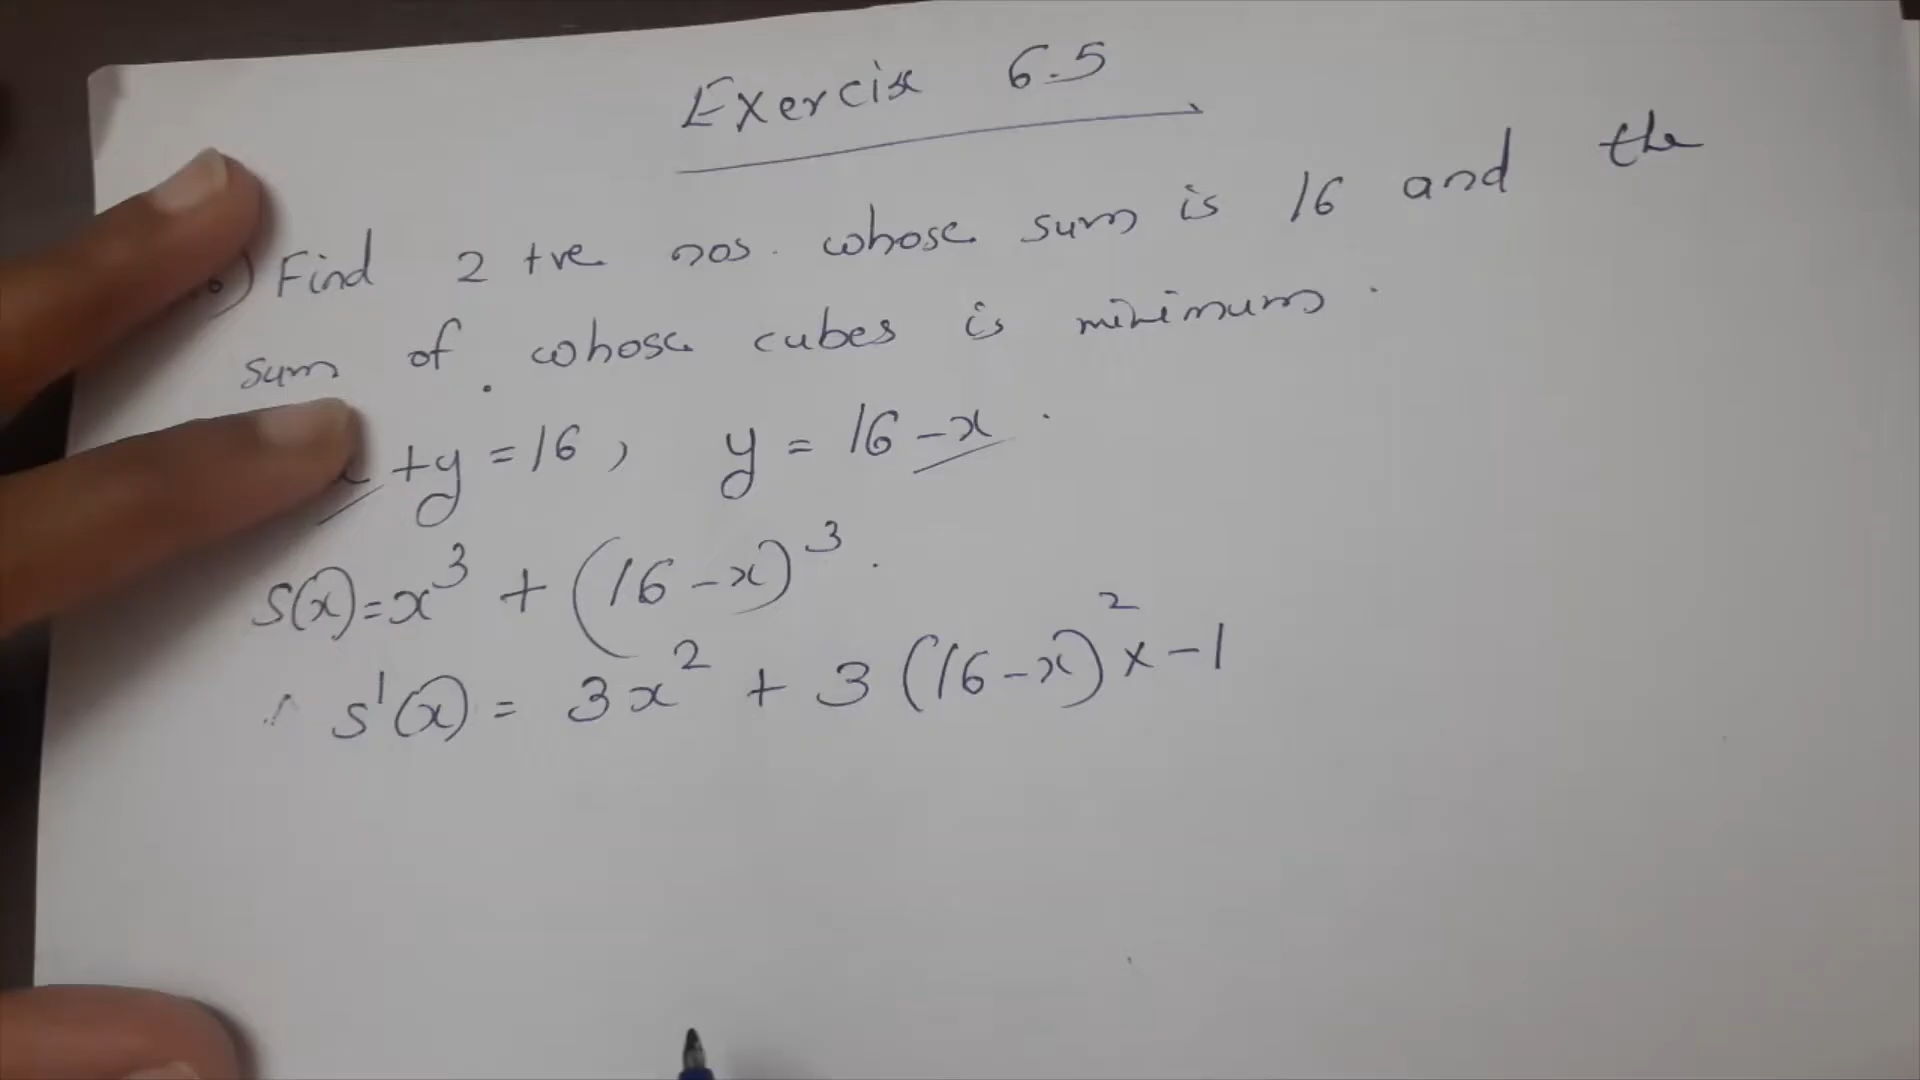 Exercise 6.5
) Find 2 +ve nos. whose sum is 16 and the
sum of whose cubes is minimum.
+y = 16, y = 16 - x.
S(x) = x³ + (16 - x)³.
S'(x) = 3x² + 3 (16 - x)² x - 1